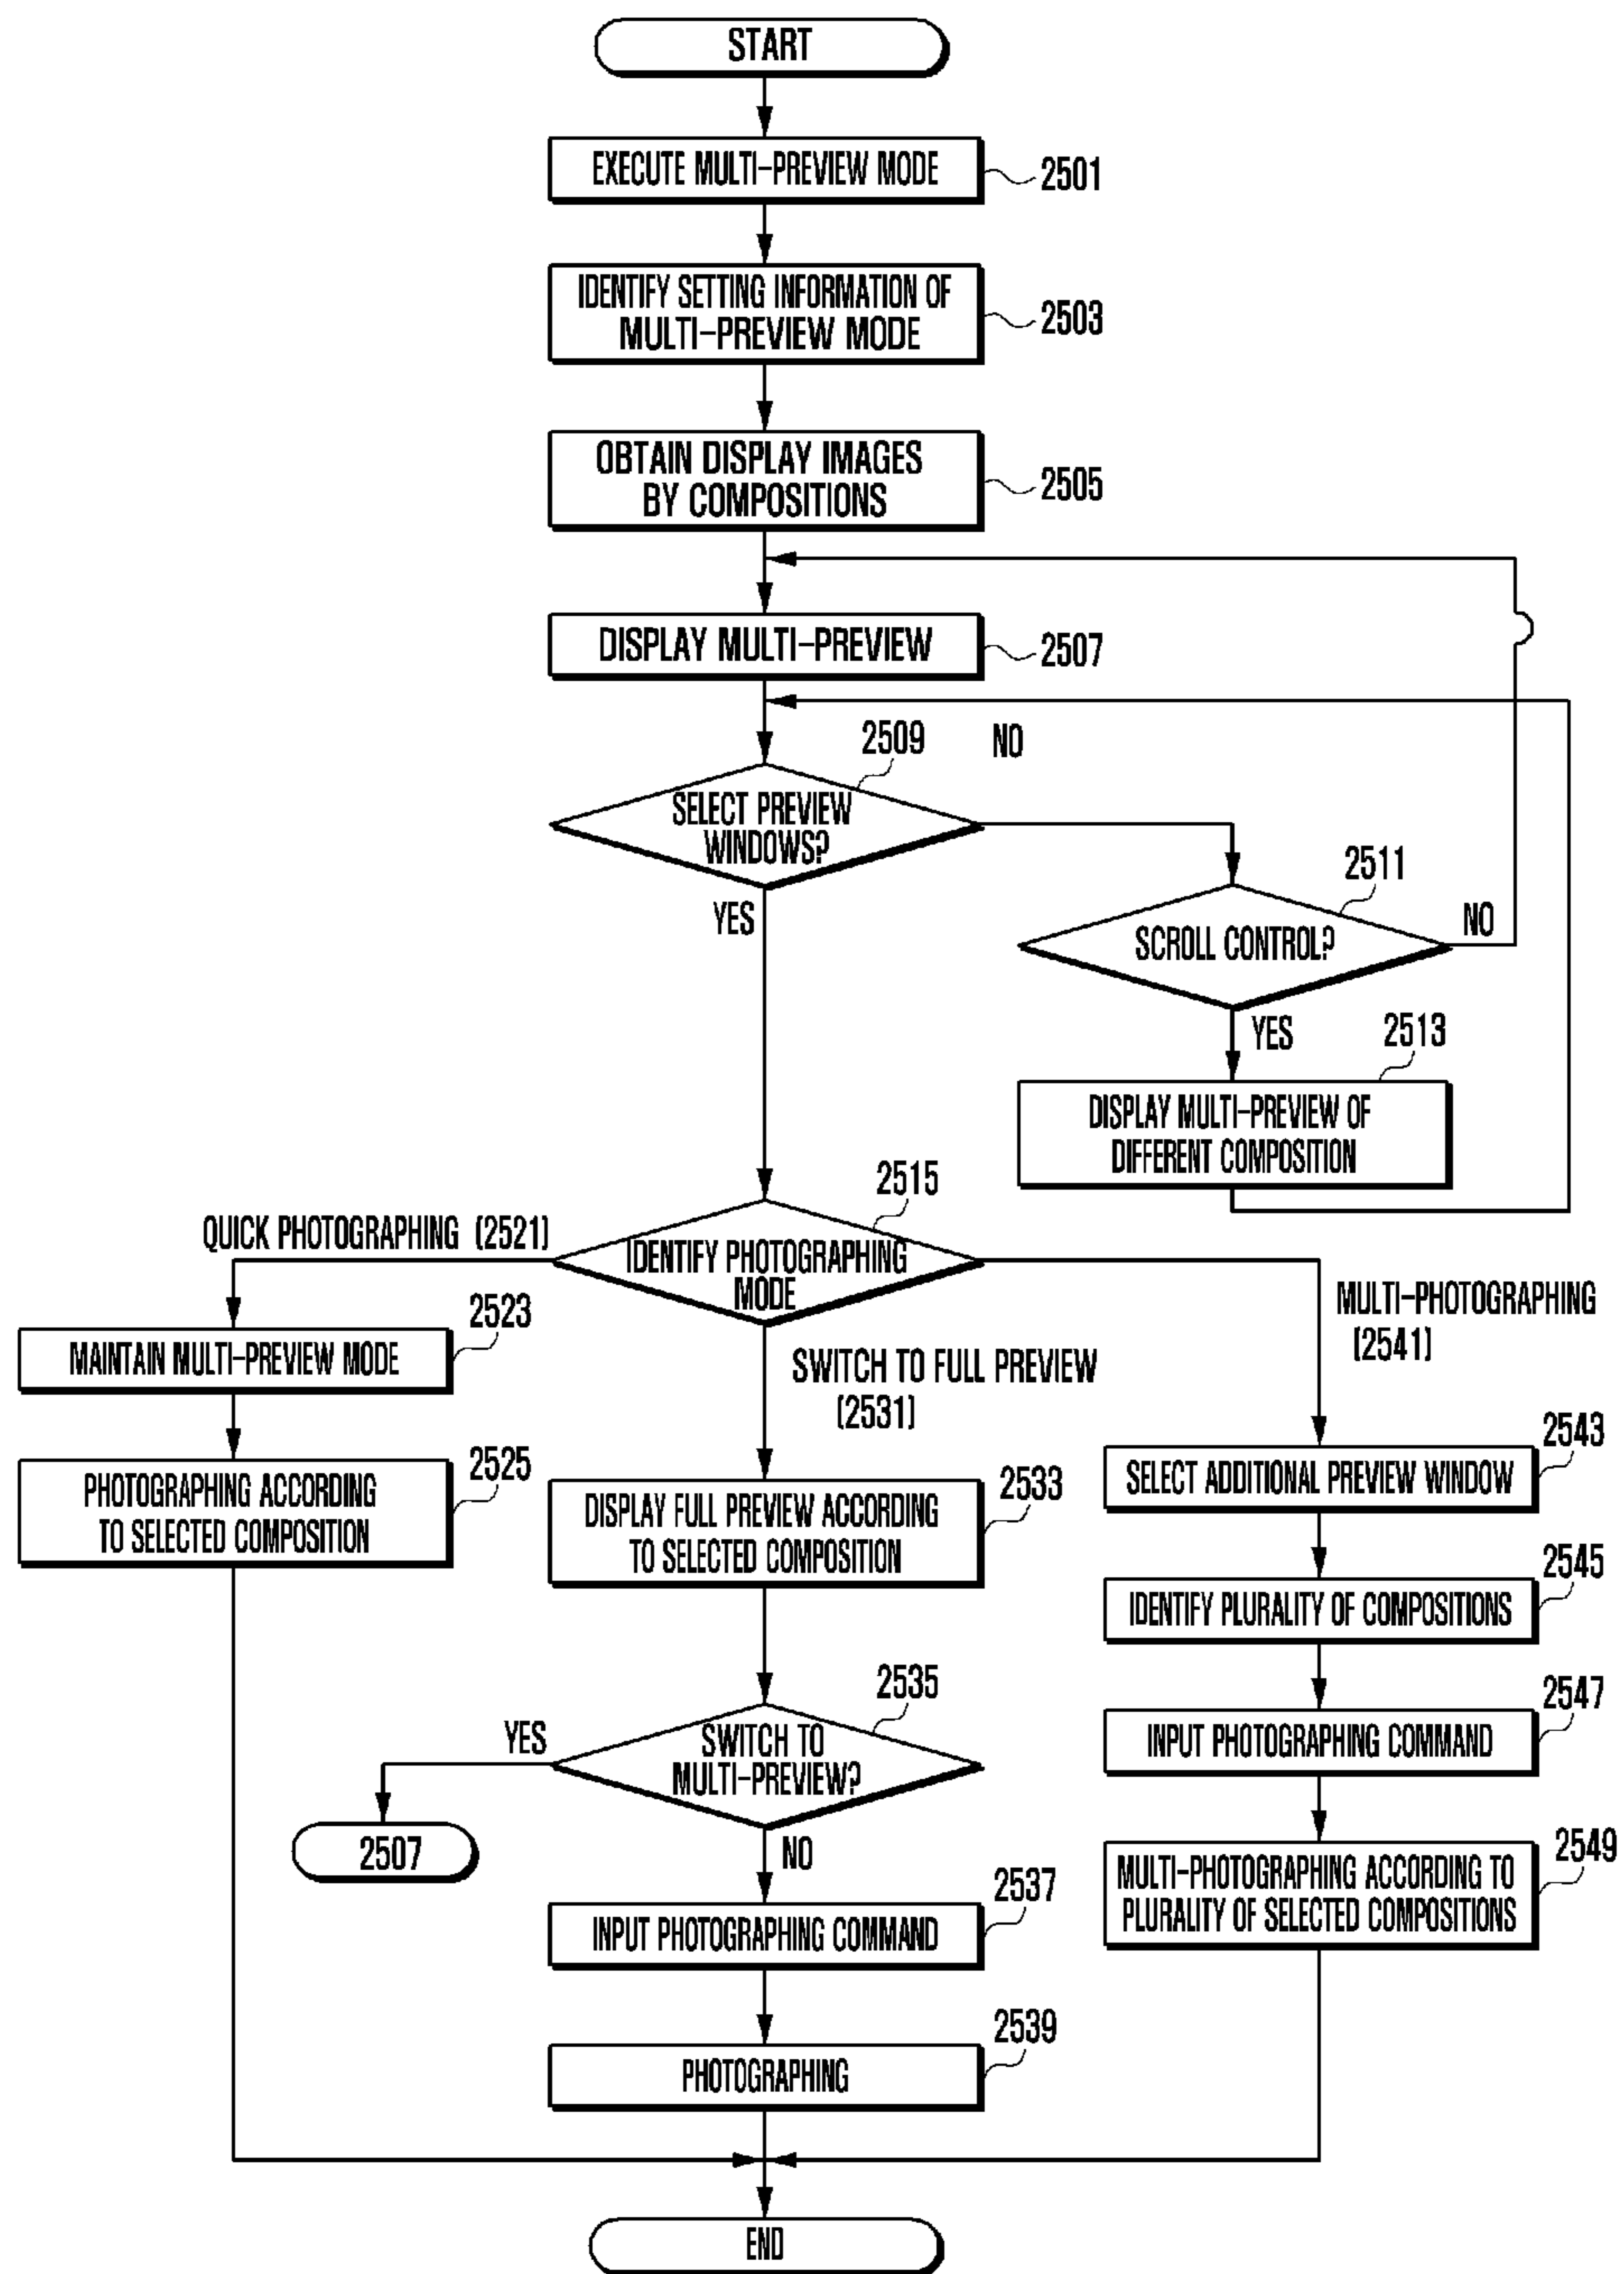 START
EXECUTE MULTI-PREVIEW MODE
2501
IDENTIFY SETTING INFORMATION OF
MULTI-PREVIEW MODE
2503
OBTAIN DISPLAY IMAGES
BY COMPOSITIONS
2505
DISPLAY MULTI-PREVIEW
2507
2509
NO
SELECT PREVIEW
WINDOWS?
YES
2511
SCROLL CONTROL?
NO
YES
2513
DISPLAY MULTI-PREVIEW OF
DIFFERENT COMPOSITION
2515
IDENTIFY PHOTOGRAPHING
MODE
QUICK PHOTOGRAPHING (2521)
2523
MAINTAIN MULTI-PREVIEW MODE
2525
PHOTOGRAPHING ACCORDING
TO SELECTED COMPOSITION
SWITCH TO FULL PREVIEW
(2531)
2533
DISPLAY FULL PREVIEW ACCORDING
TO SELECTED COMPOSITION
2535
SWITCH TO
MULTI-PREVIEW?
YES
2507
NO
2537
INPUT PHOTOGRAPHING COMMAND
2539
PHOTOGRAPHING
MULTI-PHOTOGRAPHING
(2541)
2543
SELECT ADDITIONAL PREVIEW WINDOW
2545
IDENTIFY PLURALITY OF COMPOSITIONS
2547
INPUT PHOTOGRAPHING COMMAND
2549
MULTI-PHOTOGRAPHING ACCORDING TO
PLURALITY OF SELECTED COMPOSITIONS
END